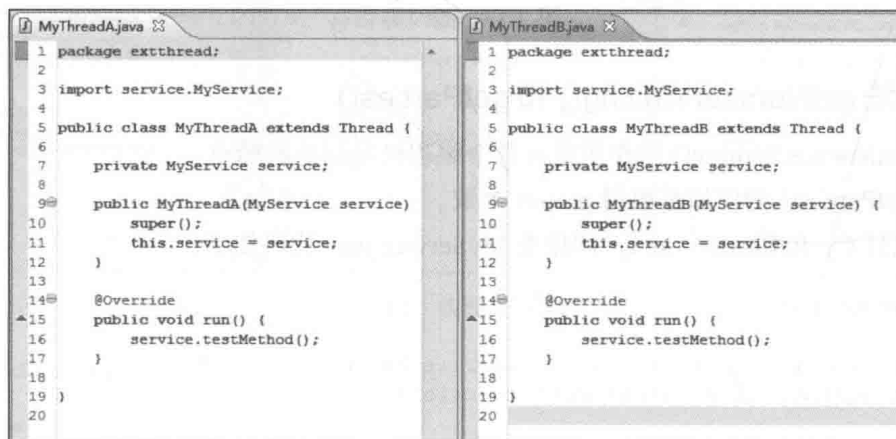 MyThreadA.java
1 package extthread;
2
3 import service.MyService;
4
5 public class MyThreadA extends Thread {
6
7 private MyService service;
8
9 public MyThreadA(MyService service)
10 super();
11 this.service = service;
12 }
13
14 @Override
15 public void run() {
16 service.testMethod();
17 }
18
19 }
20
MyThreadB.java
1 package extthread;
2
3 import service.MyService;
4
5 public class MyThreadB extends Thread {
6
7 private MyService service;
8
9 public MyThreadB(MyService service) {
10 super();
11 this.service = service;
12 }
13
14 @Override
15 public void run() {
16 service.testMethod();
17 }
18
19 }
20